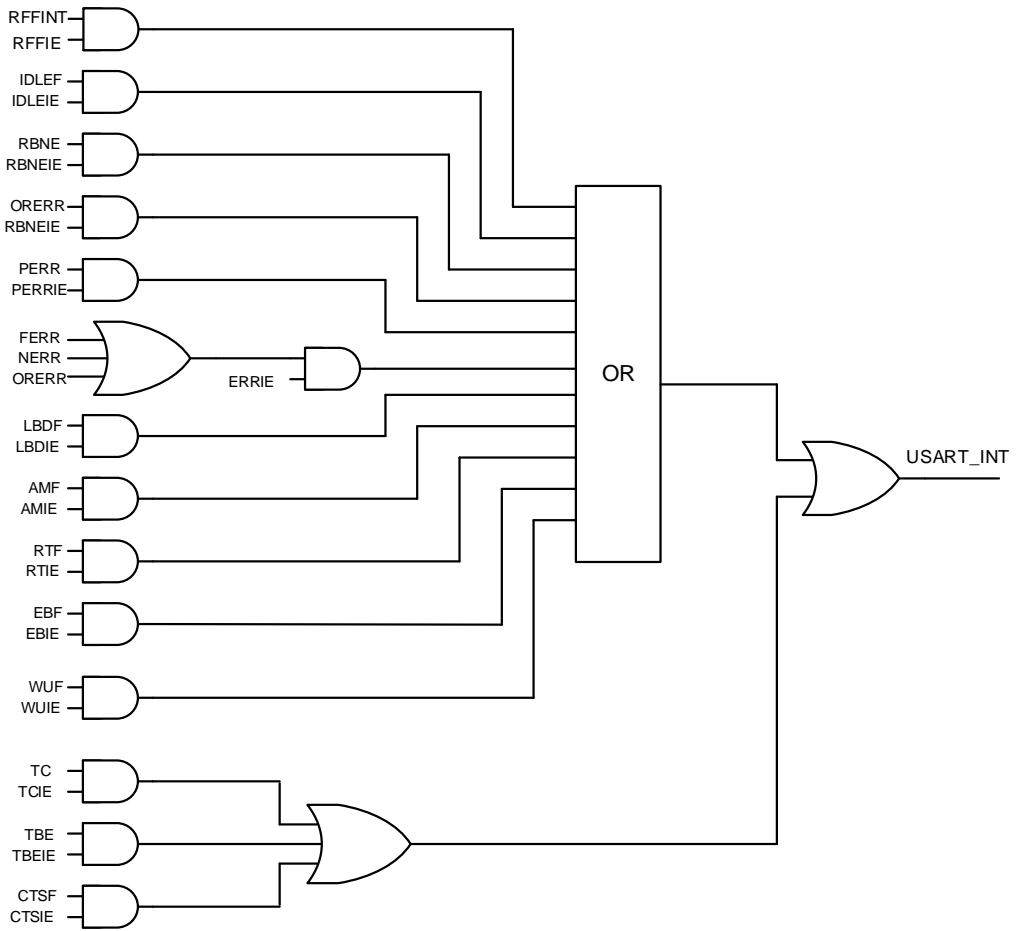 RFFINT
RFFIE
IDLEF
IDLEIE
RBNE
RBNEIE
ORERR
RBNEIE
PERR
PERRIE
FERR
NERR
ORERR
ERRIE
OR
LBDF
LBDIE
USART_INT
AMF
AMIE
RTF
RTIE
EBF
EBIE
WUF
WUIE
TC
TCIE
TBE
TBEIE
CTSF
CTSIE